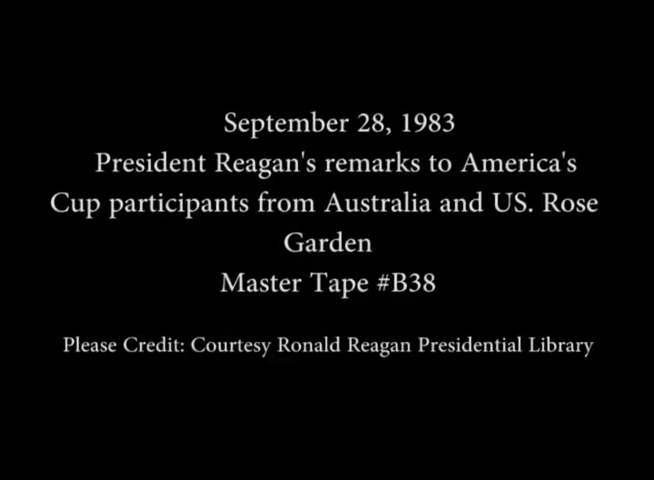 September 28, 1983
President Reagan's remarks to America's
Cup participants from Australia and US. Rose
Garden
Master Tape #B38
Please Credit: Courtesy Ronald Reagan Presidential Library